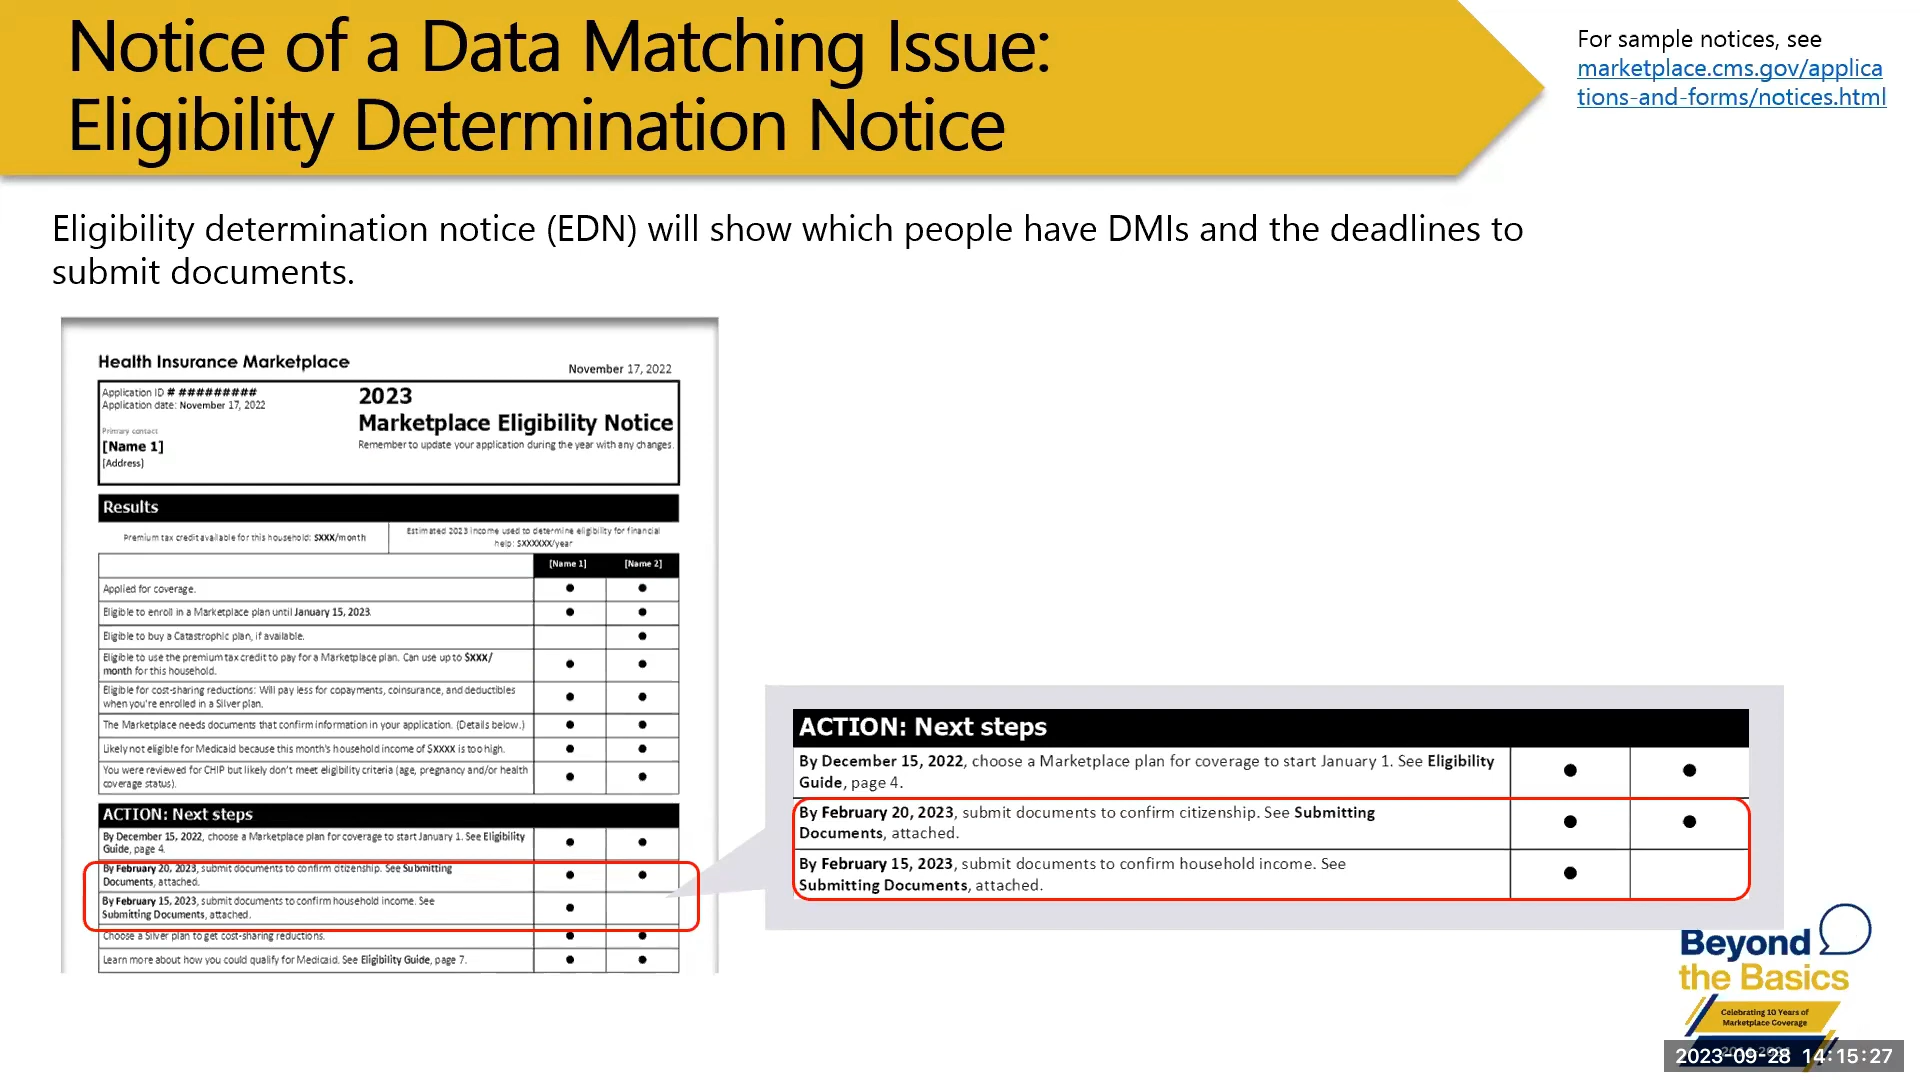 Notice of a Data Matching Issue:
Eligibility Determination Notice
For sample notices, see
marketplace.cms.gov/applica
tions-and-forms/notices.html
Eligibility determination notice (EDN) will show which people have DMIs and the deadlines to
submit documents.
Health Insurance Marketplace
November 17, 2022
Application ID # #########
Application date: November 17, 2022
Primary contact
[Name 1]
[Address]
2023
Marketplace Eligibility Notice
Remember to update your application during the year with any changes.
Results
Premium tax credit available for this household: $XXX/month
Estimated 2023 income used to determine eligibility for financial
help: $XXXXXX/year
[Name 1] [Name 2]
Applied for coverage.
Eligible to enroll in a Marketplace plan until January 15, 2023.
Eligible to buy a Catastrophic plan, if available.
Eligible to use the premium tax credit to pay for a Marketplace plan. Can use up to $XXX/
month for this household.
Eligible for cost-sharing reductions: Will pay less for copayments, coinsurance, and deductibles
when you're enrolled in a Silver plan.
The Marketplace needs documents that confirm information in your application. (Details below.)
Likely not eligible for Medicaid because this month's household income of $XXXX is too high.
You were reviewed for CHIP but likely don't meet eligibility criteria (age, pregnancy and/or health
coverage status).
ACTION: Next steps
By December 15, 2022, choose a Marketplace plan for coverage to start January 1. See Eligibility
Guide, page 4.
By February 20, 2023, submit documents to confirm citizenship. See Submitting
Documents, attached.
By February 15, 2023, submit documents to confirm household income. See
Submitting Documents, attached.
Choose a Silver plan to get cost-sharing reductions.
Learn more about how you could qualify for Medicaid. See Eligibility Guide, page 7.
ACTION: Next steps
By December 15, 2022, choose a Marketplace plan for coverage to start January 1. See Eligibility
Guide, page 4.
By February 20, 2023, submit documents to confirm citizenship. See Submitting
Documents, attached.
By February 15, 2023, submit documents to confirm household income. See
Submitting Documents, attached.
Beyond
the Basics
Celebrating 10 Years of
Marketplace Coverage
2023-09-28 14:15:27